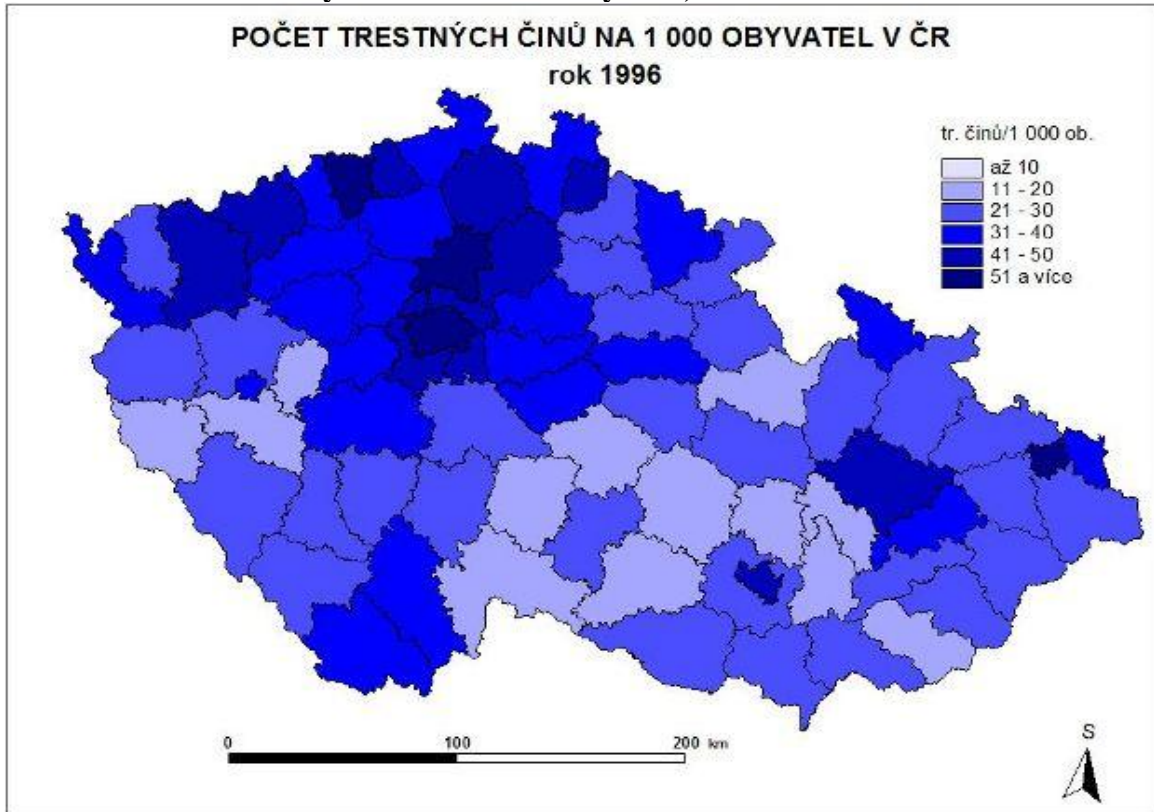 POČET TRESTNÝCH ČINŮ NA 1 000 OBYVATEL V ČR
rok 1996
tr. činů/1 000 ob.
až 10
11 - 20
21 - 30
31 - 40
41 - 50
51 a více
0 100 200 km
S